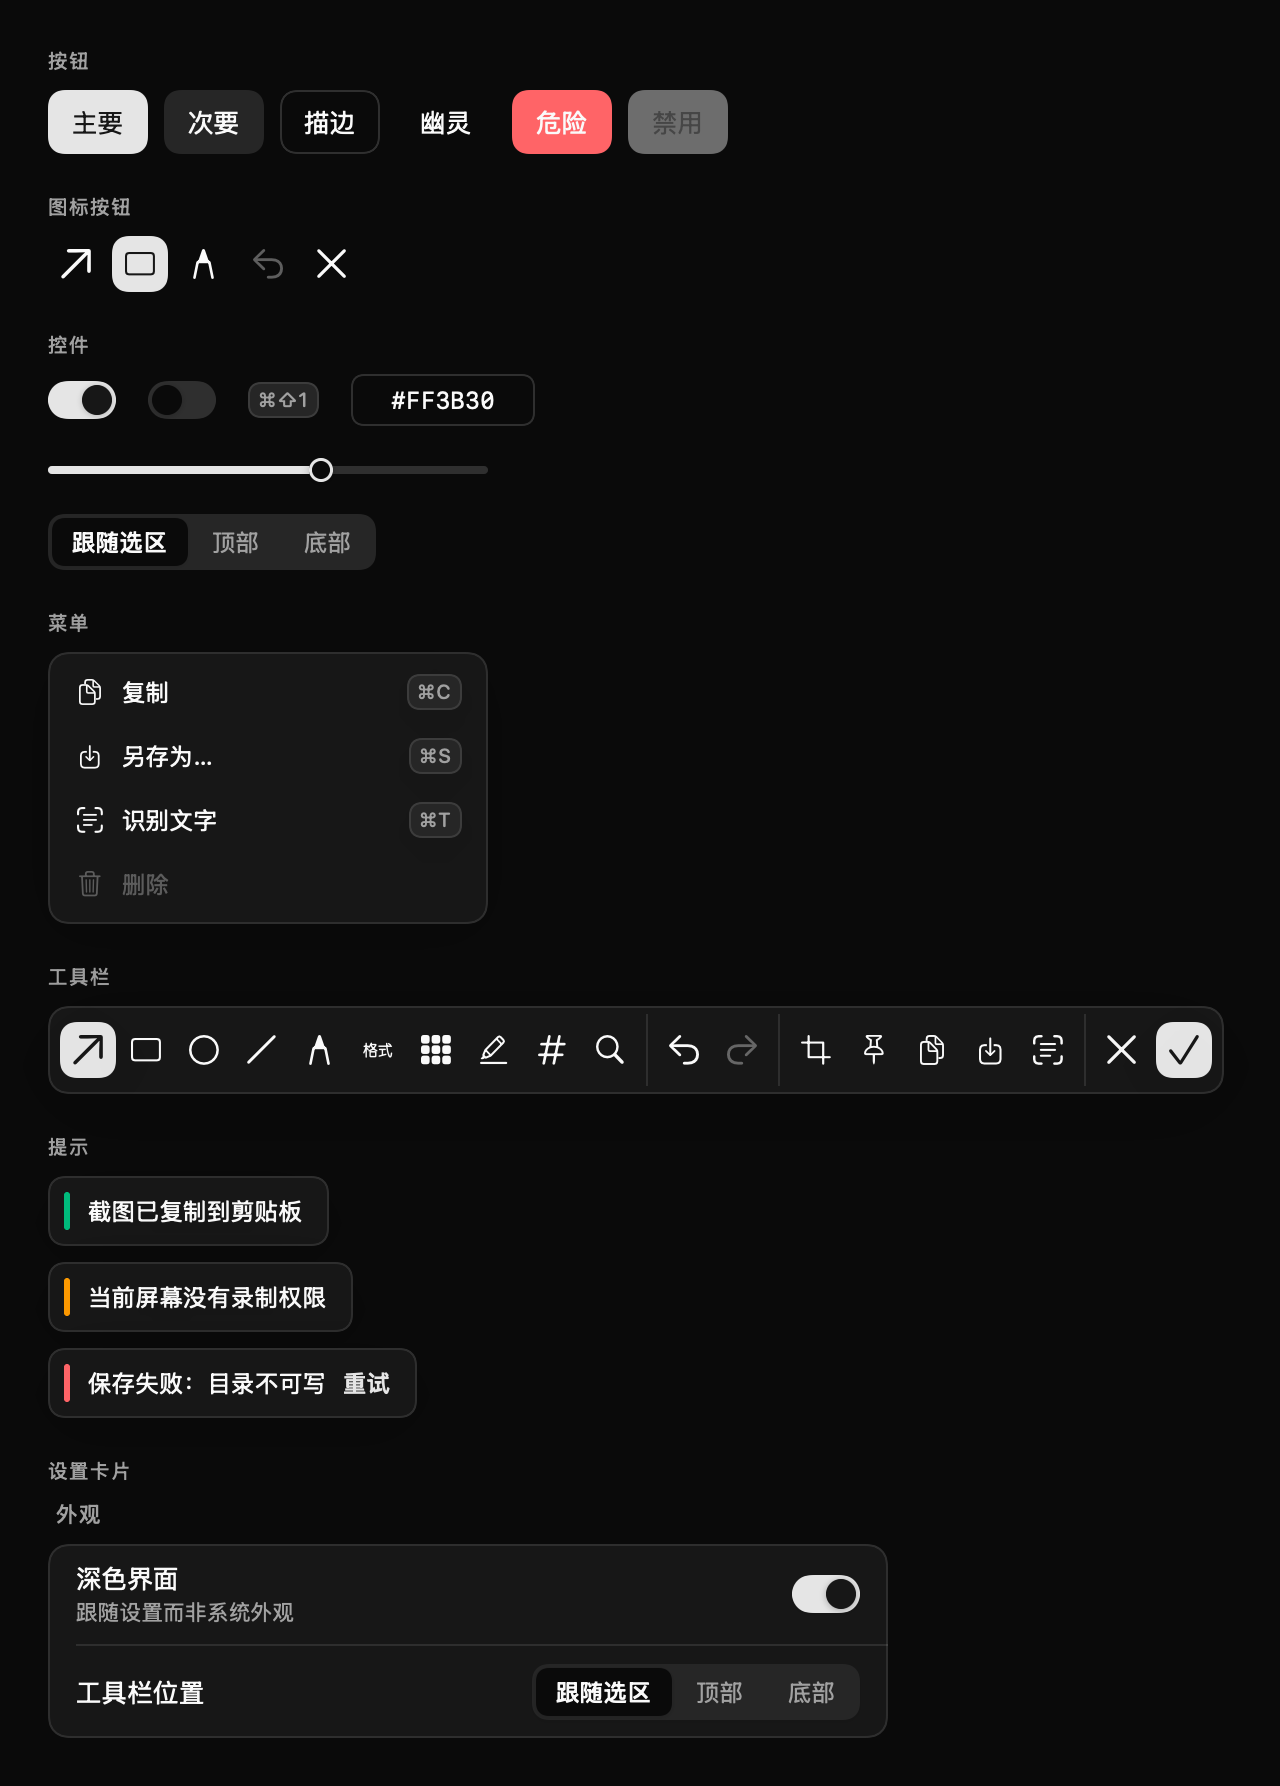 按钮
主要 次要 描边 幽灵 危险 禁用
图标按钮
控件
⌘⇧1 #FF3B30
跟随选区 顶部 底部
菜单
复制 ⌘C
另存为... ⌘S
识别文字 ⌘T
删除
工具栏
格式
提示
截图已复制到剪贴板
当前屏幕没有录制权限
保存失败：目录不可写 重试
设置卡片
外观
深色界面
跟随设置而非系统外观
工具栏位置 跟随选区 顶部 底部